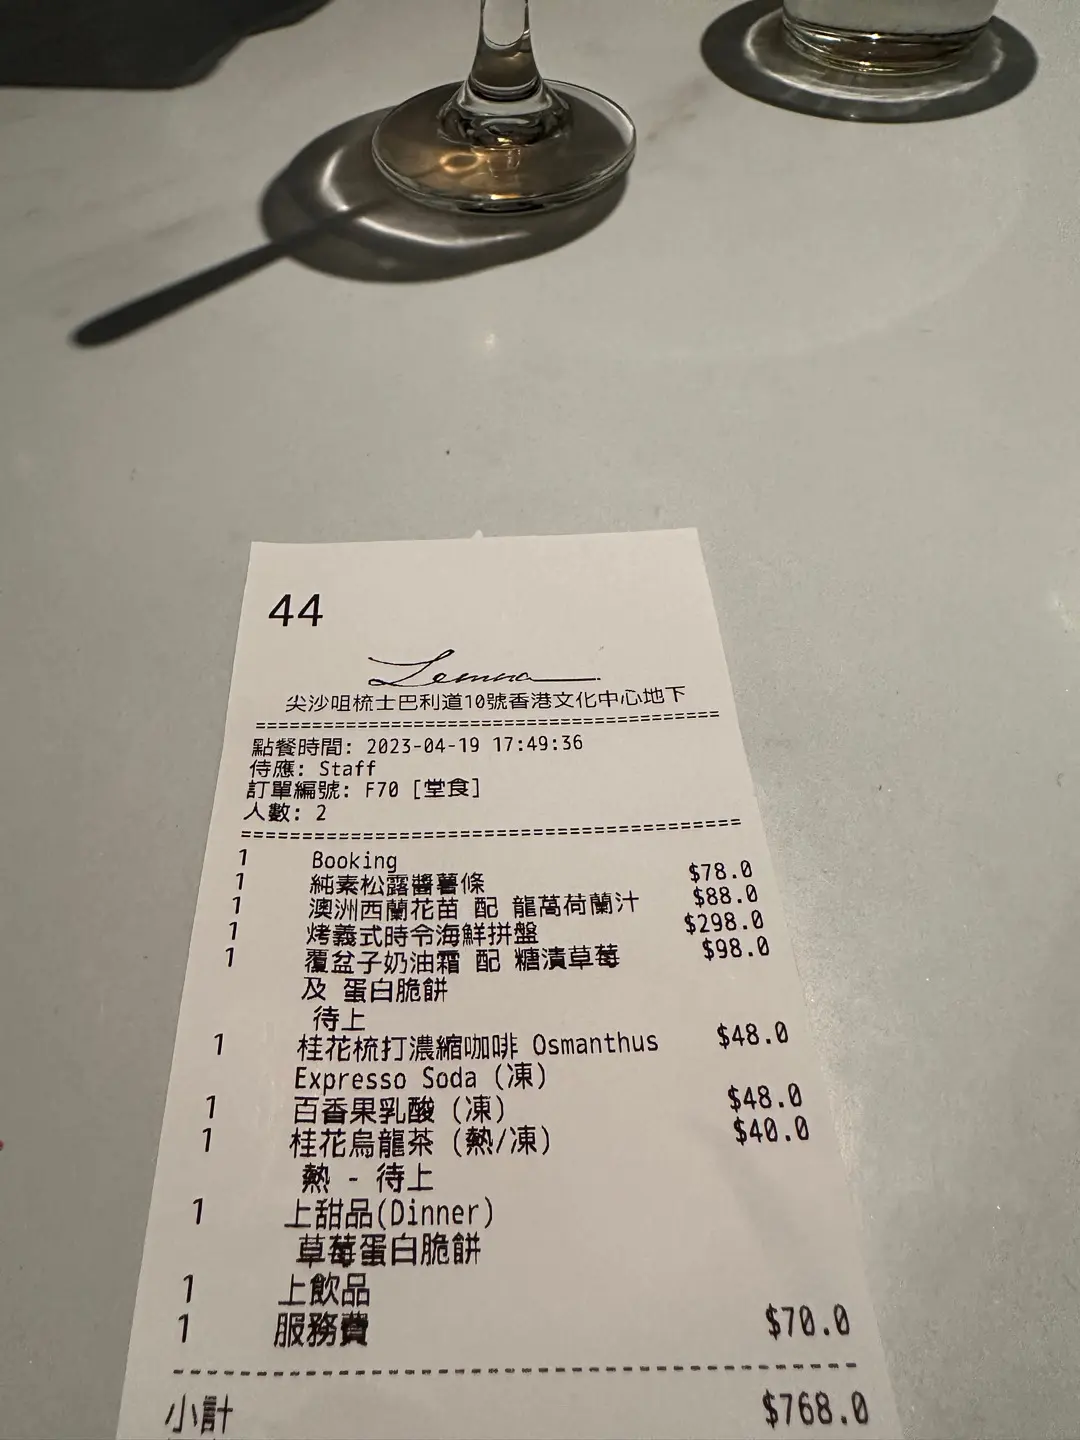 44
Lemna
尖沙咀梳士巴利道10號香港文化中心地下
點餐時間: 2023-04-19 17:49:36
侍應: Staff
訂單編號: F70 [堂食]
人數: 2
1 Booking
1 純素松露醬薯條 $78.0
1 澳洲西蘭花苗 配 龍萵荷蘭汁 $88.0
1 烤義式時令海鮮拼盤 $298.0
1 覆盆子奶油霜 配 糖漬草莓 $98.0
及 蛋白脆餅
待上
1 桂花梳打濃縮咖啡 Osmanthus $48.0
Expresso Soda (凍)
1 百香果乳酸 (凍) $48.0
1 桂花烏龍茶 (熱/凍) $40.0
熱 - 待上
1 上甜品(Dinner)
草莓蛋白脆餅
1 上飲品
1 服務費 $70.0
小計 $768.0